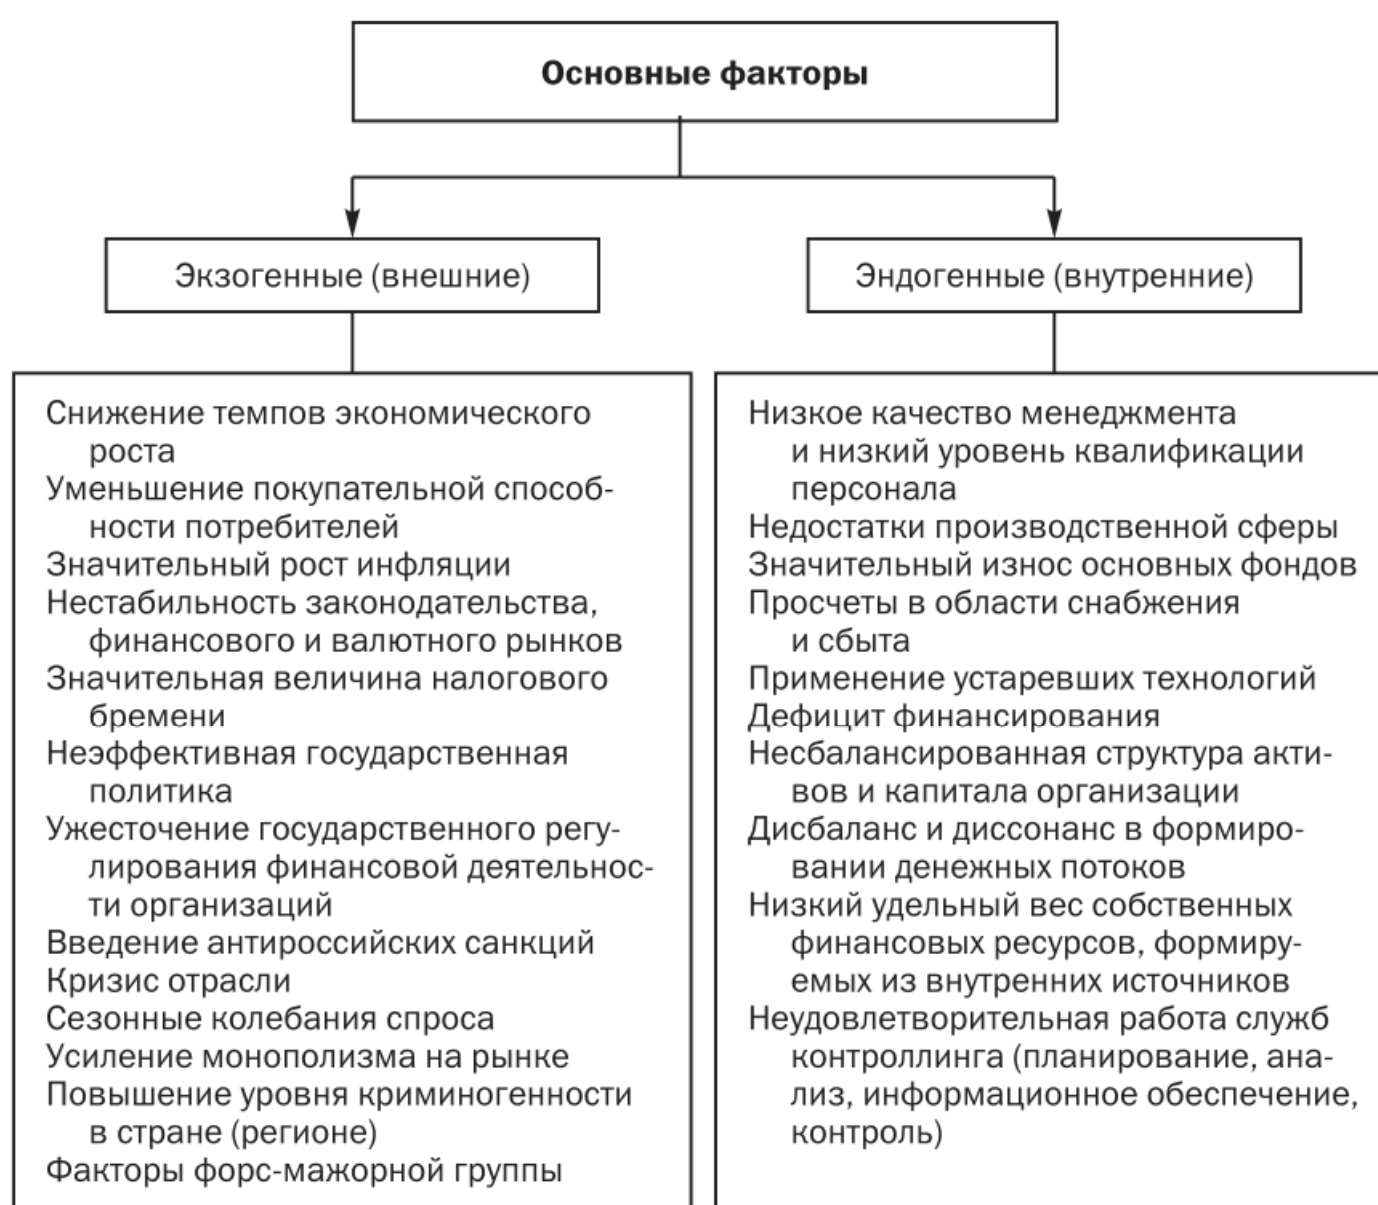 Основные факторы
Экзогенные (внешние)
Эндогенные (внутренние)
Снижение темпов экономического
роста
Уменьшение покупательной способ-
ности потребителей
Значительный рост инфляции
Нестабильность законодательства,
финансового и валютного рынков
Значительная величина налогового
бремени
Неэффективная государственная
политика
Ужесточение государственного регу-
лирования финансовой деятельнос-
ти организаций
Введение антироссийских санкций
Кризис отрасли
Сезонные колебания спроса
Усиление монополизма на рынке
Повышение уровня криминогенности
в стране (регионе)
Факторы форс-мажорной группы
Низкое качество менеджмента
и низкий уровень квалификации
персонала
Недостатки производственной сферы
Значительный износ основных фондов
Просчеты в области снабжения
и сбыта
Применение устаревших технологий
Дефицит финансирования
Несбалансированная структура акти-
вов и капитала организации
Дисбаланс и диссонанс в формиро-
вании денежных потоков
Низкий удельный вес собственных
финансовых ресурсов, формиру-
емых из внутренних источников
Неудовлетворительная работа служб
контроллинга (планирование, ана-
лиз, информационное обеспечение,
контроль)